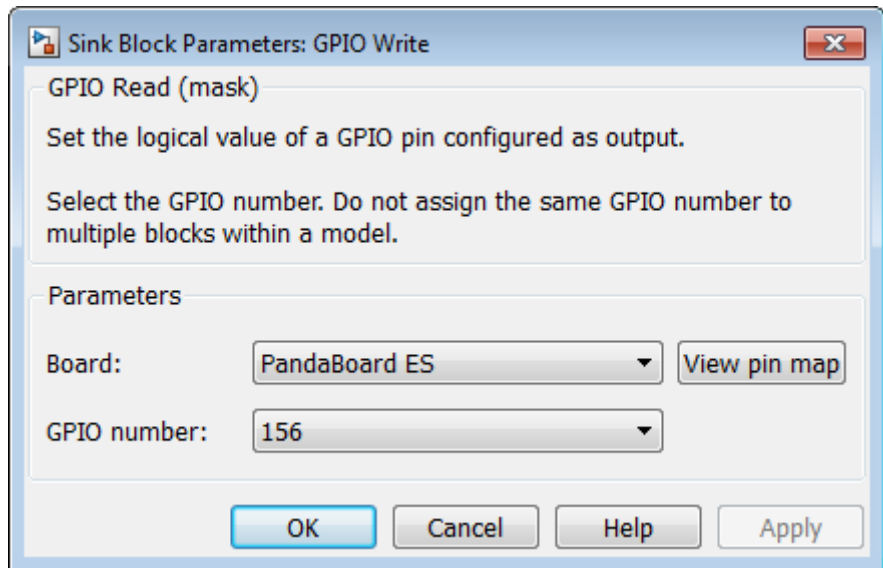 Sink Block Parameters: GPIO Write
GPIO Read (mask)
Set the logical value of a GPIO pin configured as output.
Select the GPIO number. Do not assign the same GPIO number to
multiple blocks within a model.
Parameters
Board: PandaBoard ES View pin map
GPIO number: 156
OK Cancel Help Apply